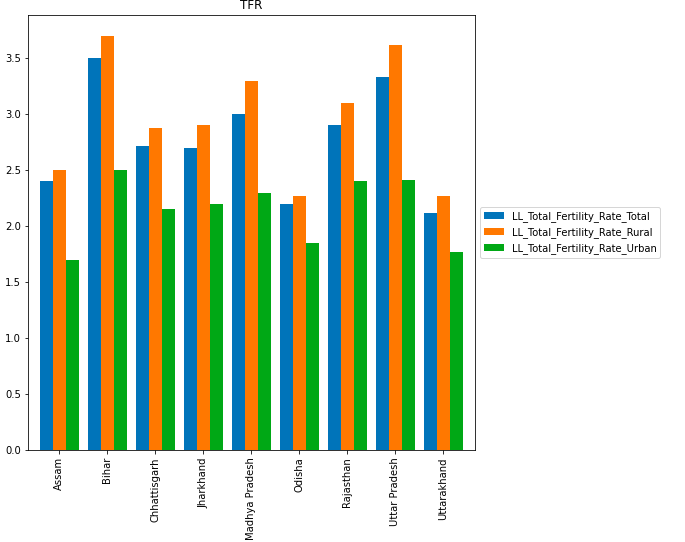 TFR
3.5
3.0
2.5
2.0
1.5
1.0
0.5
0.0
Assam
Bihar
Chhattisgarh
Jharkhand
Madhya Pradesh
Odisha
Rajasthan
Uttar Pradesh
Uttarakhand
LL_Total_Fertility_Rate_Total
LL_Total_Fertility_Rate_Rural
LL_Total_Fertility_Rate_Urban